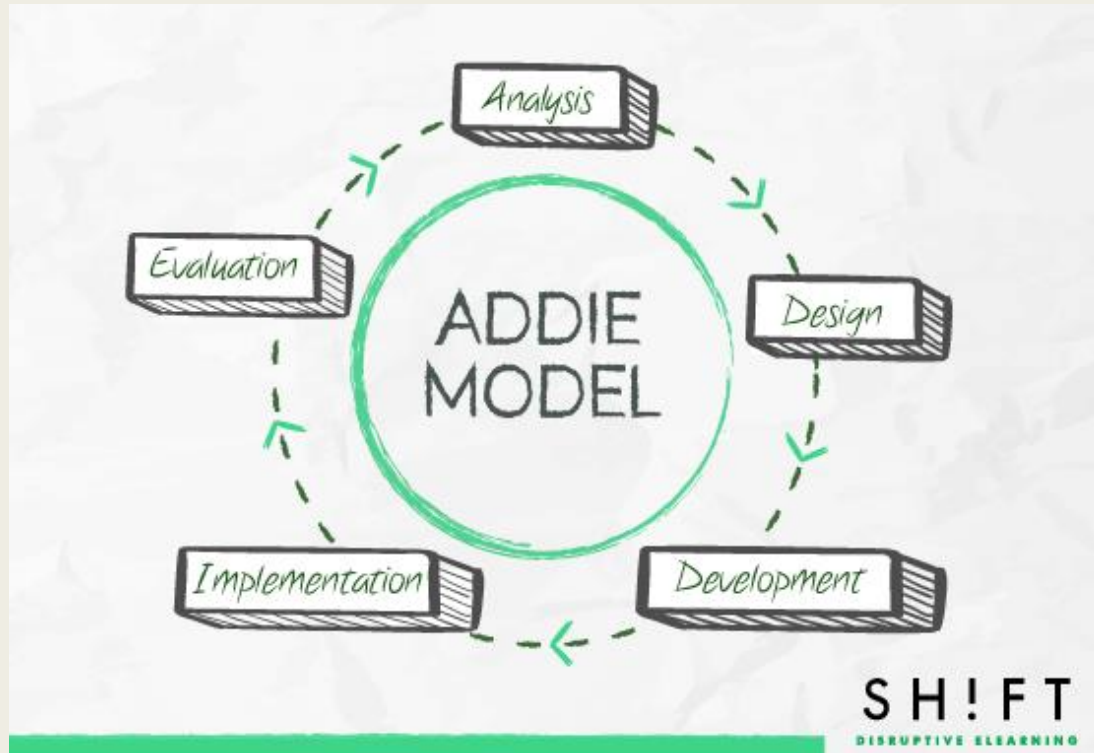 Analysis
Evaluation
Design
ADDIE
MODEL
Implementation
Development
SH!FT
DISRUPTIVE ELEARNING